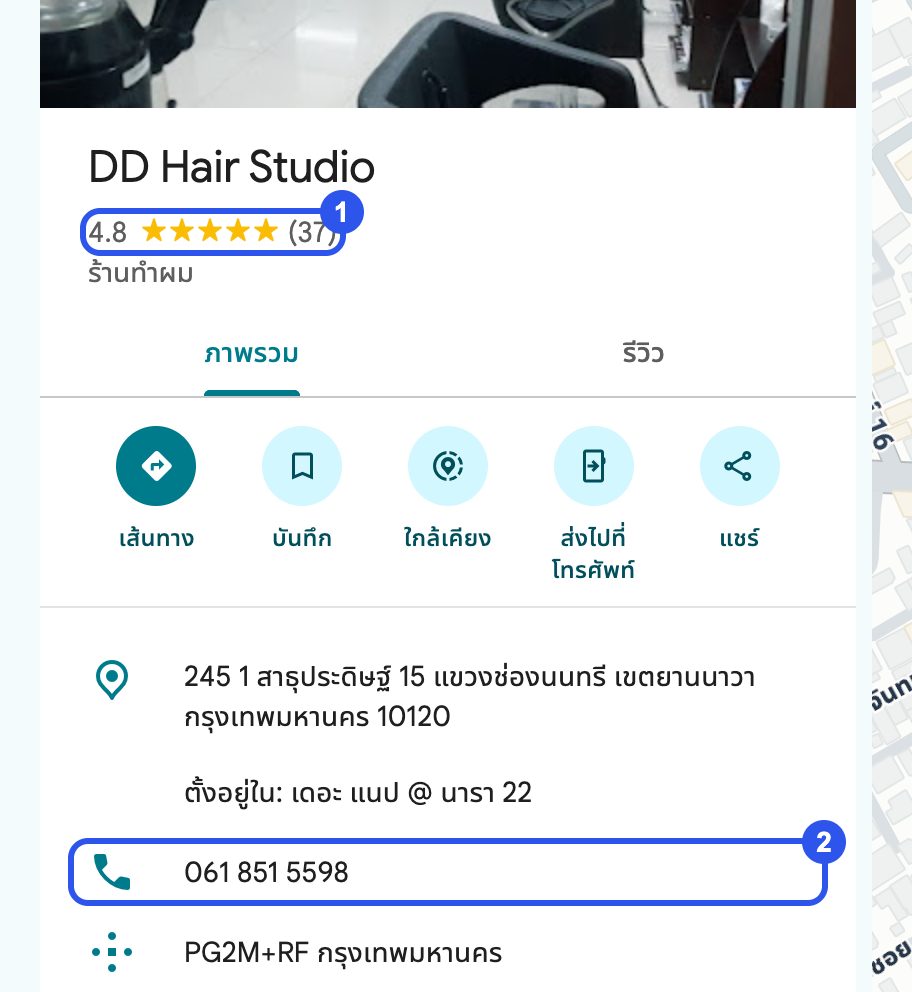 DD Hair Studio
1
4.8 (37)
ร้านทำผม
ภาพรวม
รีวิว
เส้นทาง
บันทึก
ใกล้เคียง
ส่งไปที่
โทรศัพท์
แชร์
245 1 สาธุประดิษฐ์ 15 แขวงช่องนนทรี เขตยานนาวา
กรุงเทพมหานคร 10120
ตั้งอยู่ใน: เดอะ แนป @ นารา 22
2
061 851 5598
PG2M+RF กรุงเทพมหานคร
16
ซอย